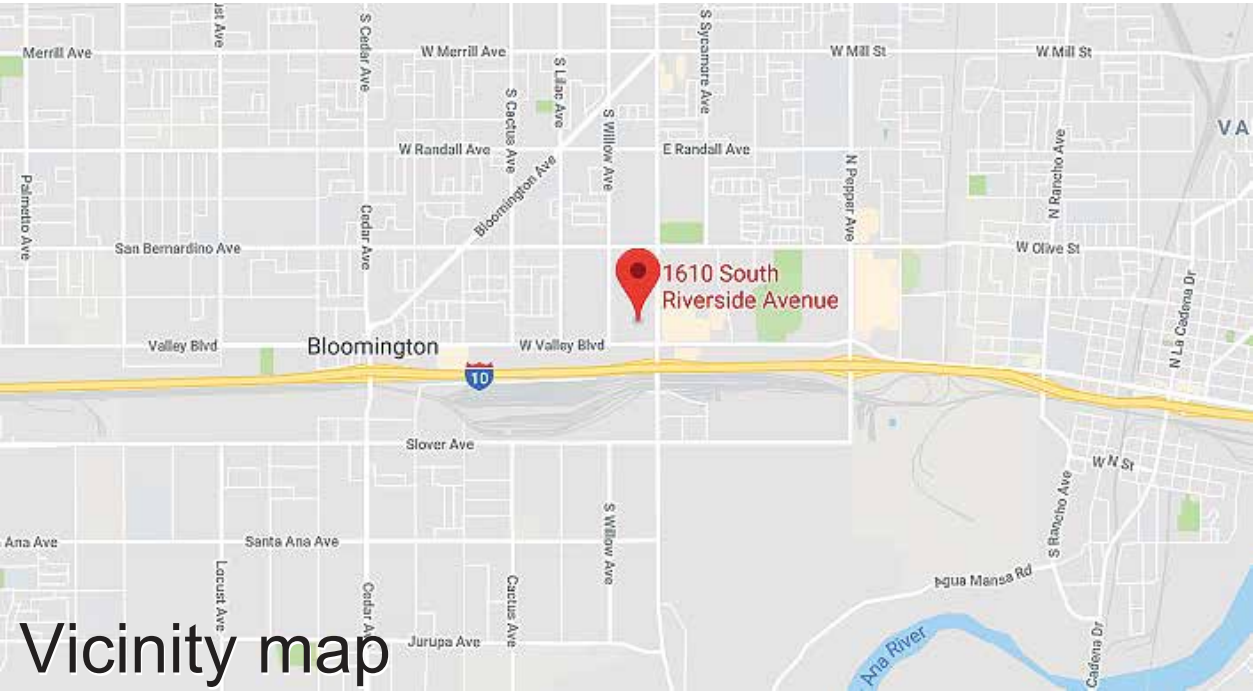 ust Ave
S Cedar Ave
S Sycamore Ave
Merrill Ave
W Merrill Ave
W Mill St
W Mill St
S Lilac Ave
S Cactus Ave
S Willow Ave
VA
W Randall Ave
E Randall Ave
Bloomington Ave
N Rancho Ave
N Pepper Ave
Palmetto Ave
Cedar Ave
San Bernardino Ave
W Olive St
1610 South
Riverside Avenue
N La Cadena Dr
Valley Blvd
Bloomington
W Valley Blvd
10
Slover Ave
W N St
S Rancho Ave
S Willow Ave
Ana Ave
Santa Ana Ave
Agua Mansa Rd
Locust Ave
Cedar Av
Cactus Ave
Jurupa Ave
Ana River
Cadena Dr
Vicinity map